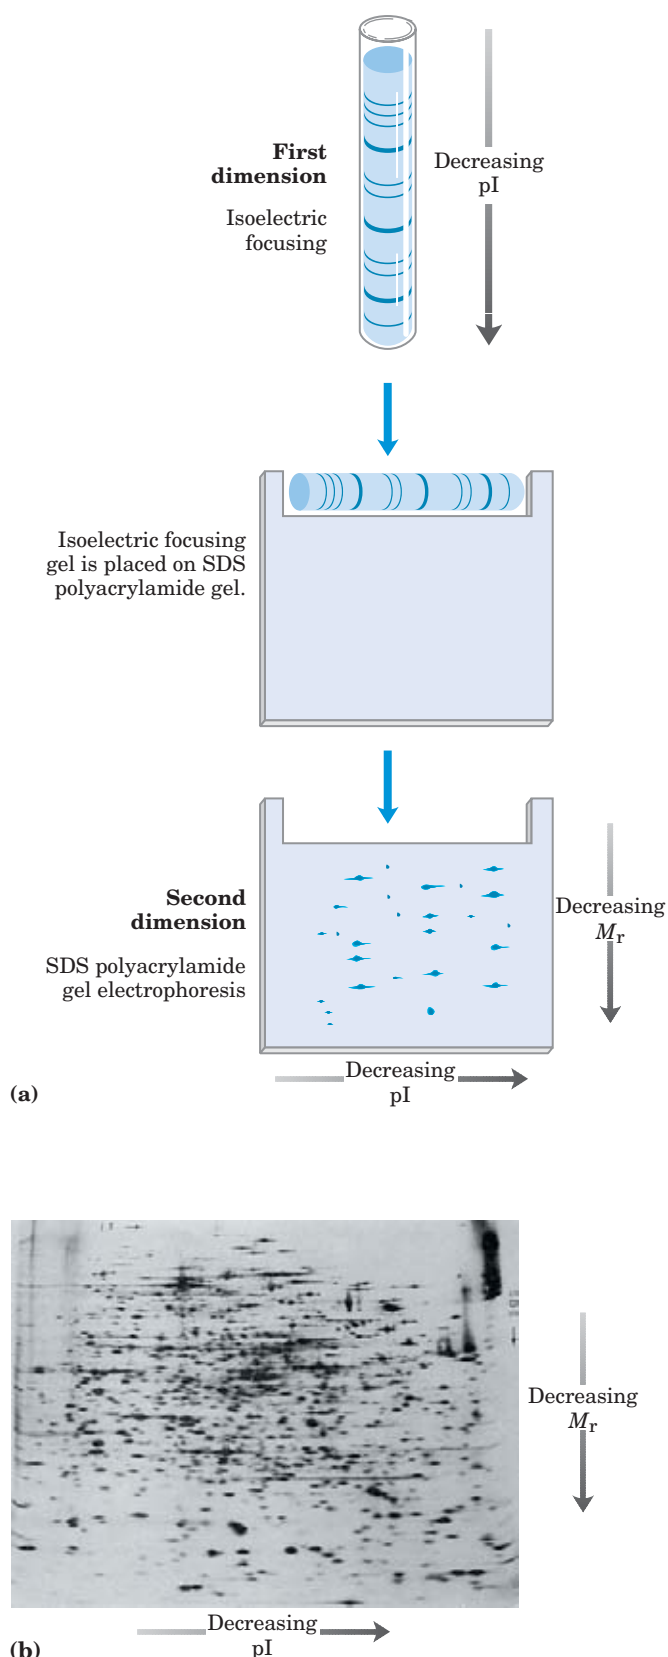 First
dimension
Isoelectric
focusing
Decreasing
pI
Isoelectric focusing
gel is placed on SDS
polyacrylamide gel.
Second
dimension
SDS polyacrylamide
gel electrophoresis
Decreasing
Mr
Decreasing
pI
(a)
Decreasing
Mr
Decreasing
pI
(b)